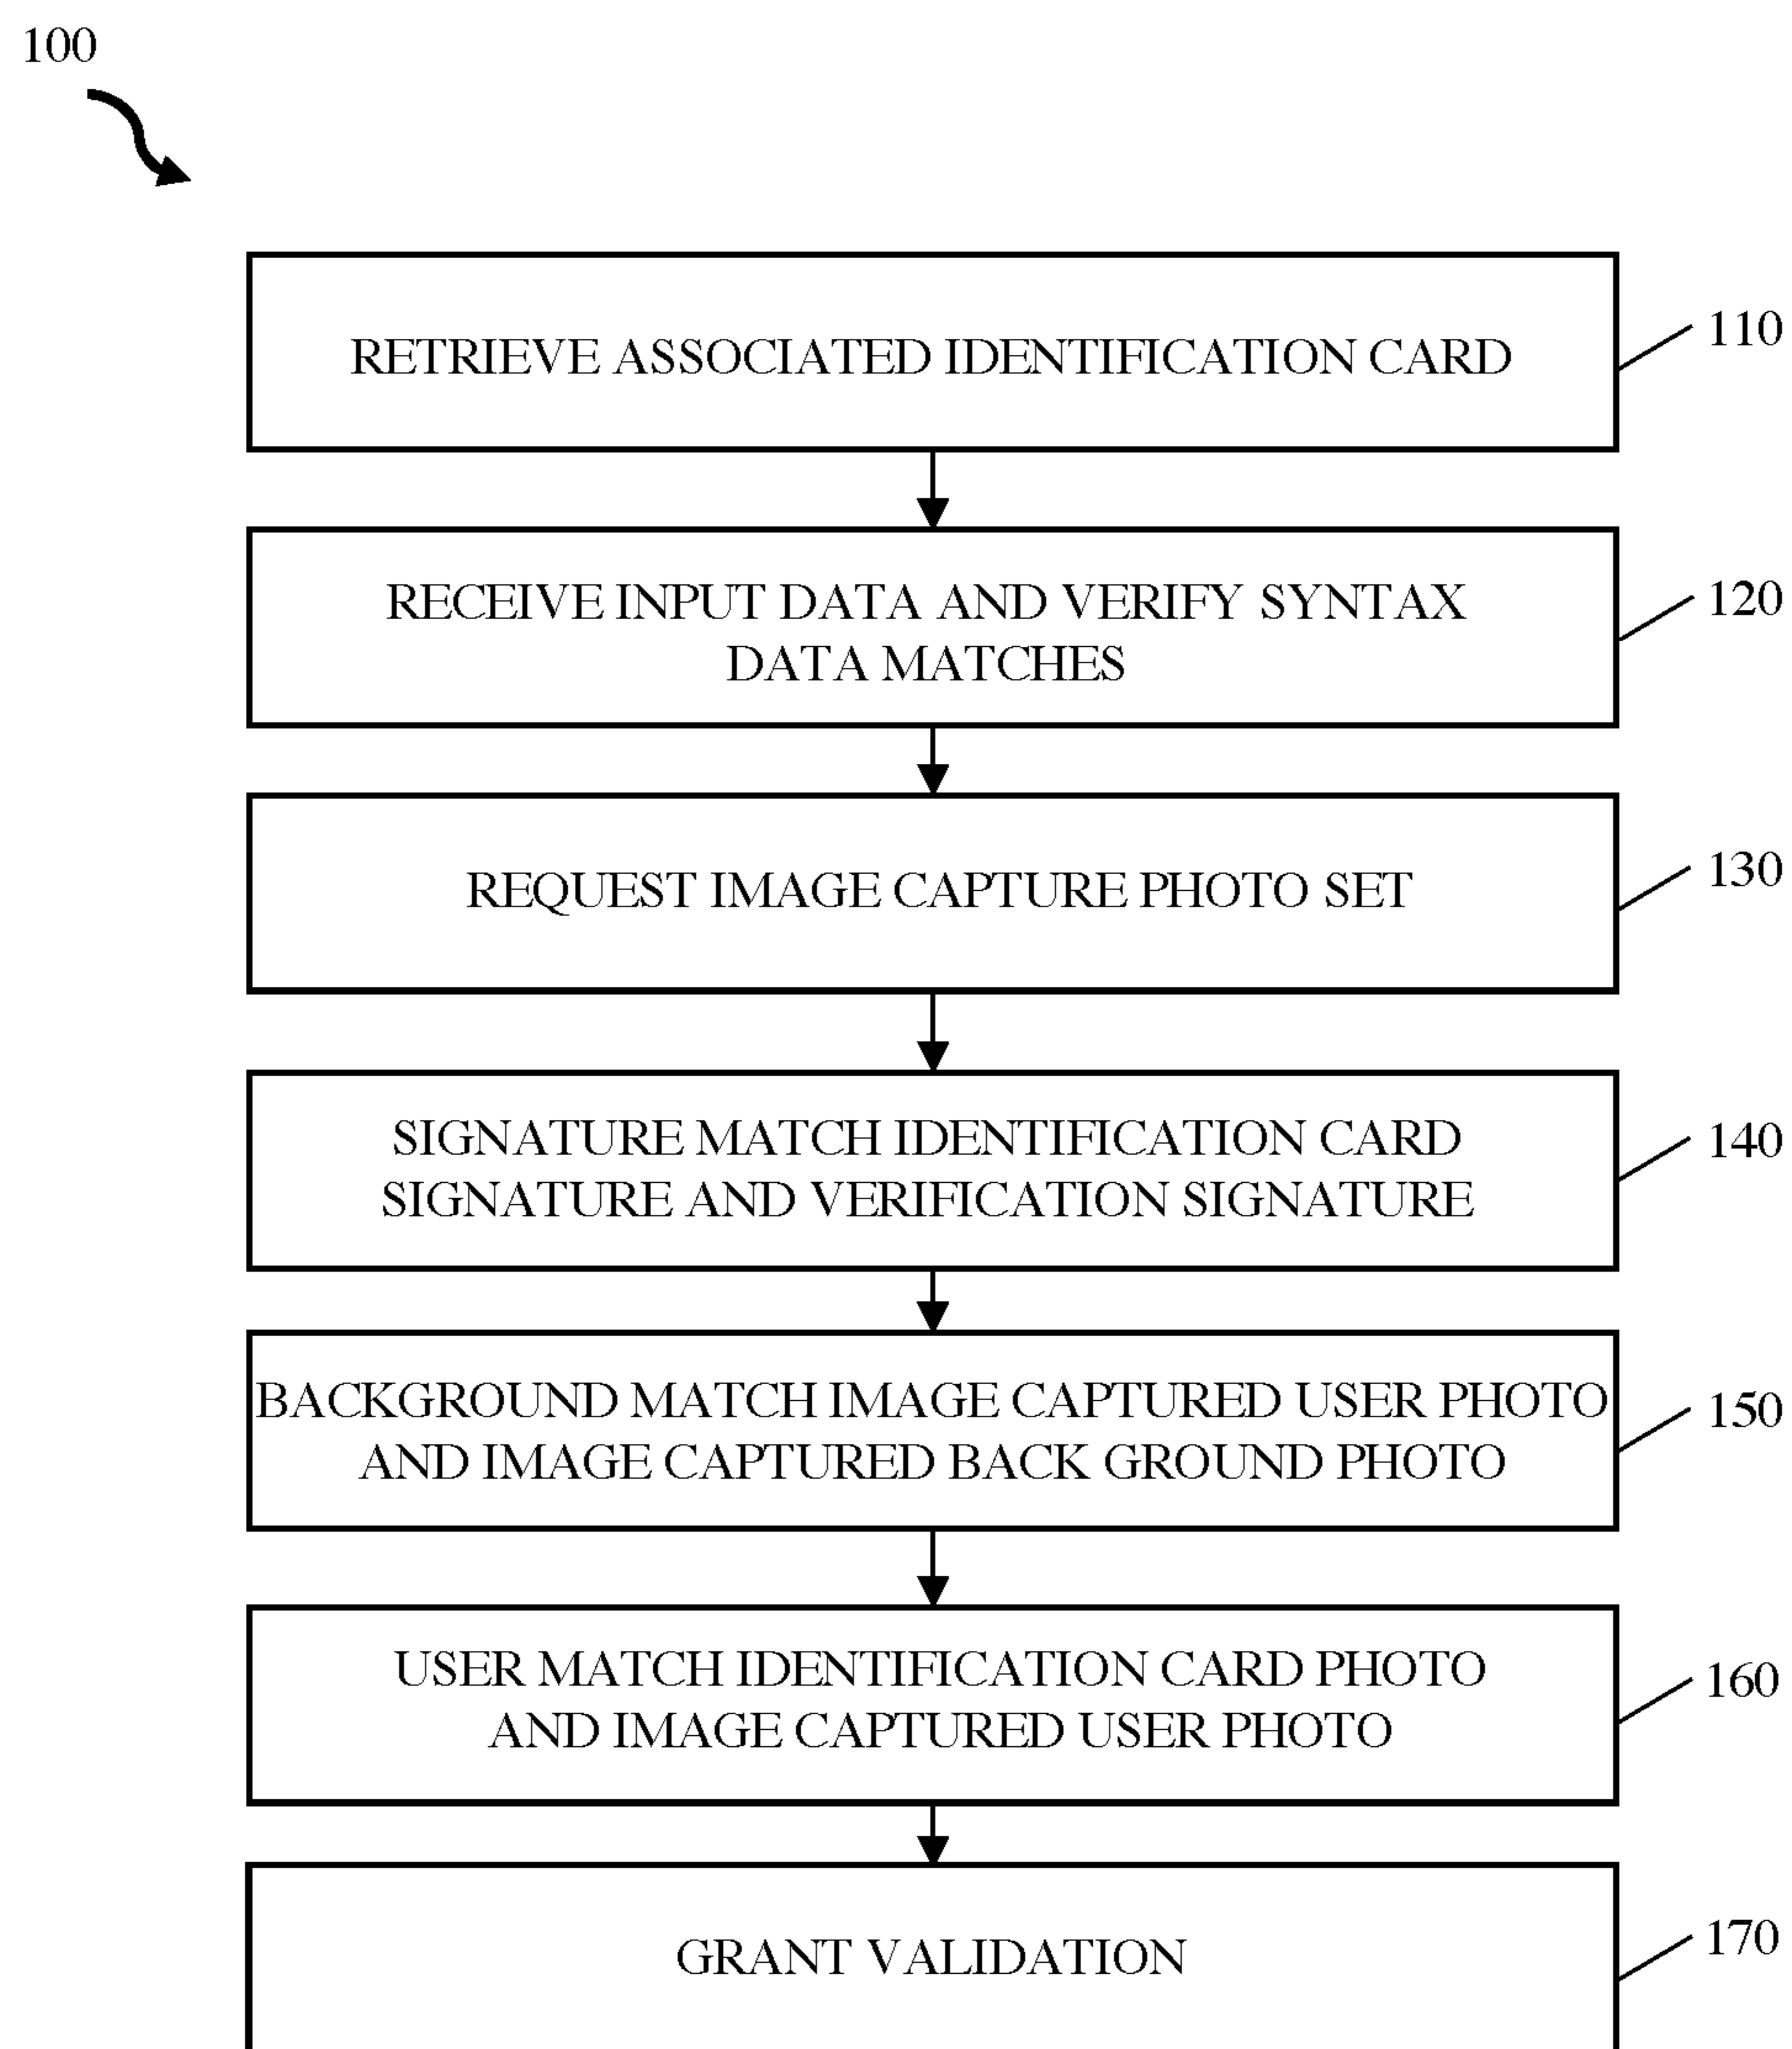 100
RETRIEVE ASSOCIATED IDENTIFICATION CARD
110
RECEIVE INPUT DATA AND VERIFY SYNTAX
DATA MATCHES
120
REQUEST IMAGE CAPTURE PHOTO SET
130
SIGNATURE MATCH IDENTIFICATION CARD
SIGNATURE AND VERIFICATION SIGNATURE
140
BACKGROUND MATCH IMAGE CAPTURED USER PHOTO
AND IMAGE CAPTURED BACK GROUND PHOTO
150
USER MATCH IDENTIFICATION CARD PHOTO
AND IMAGE CAPTURED USER PHOTO
160
GRANT VALIDATION
170